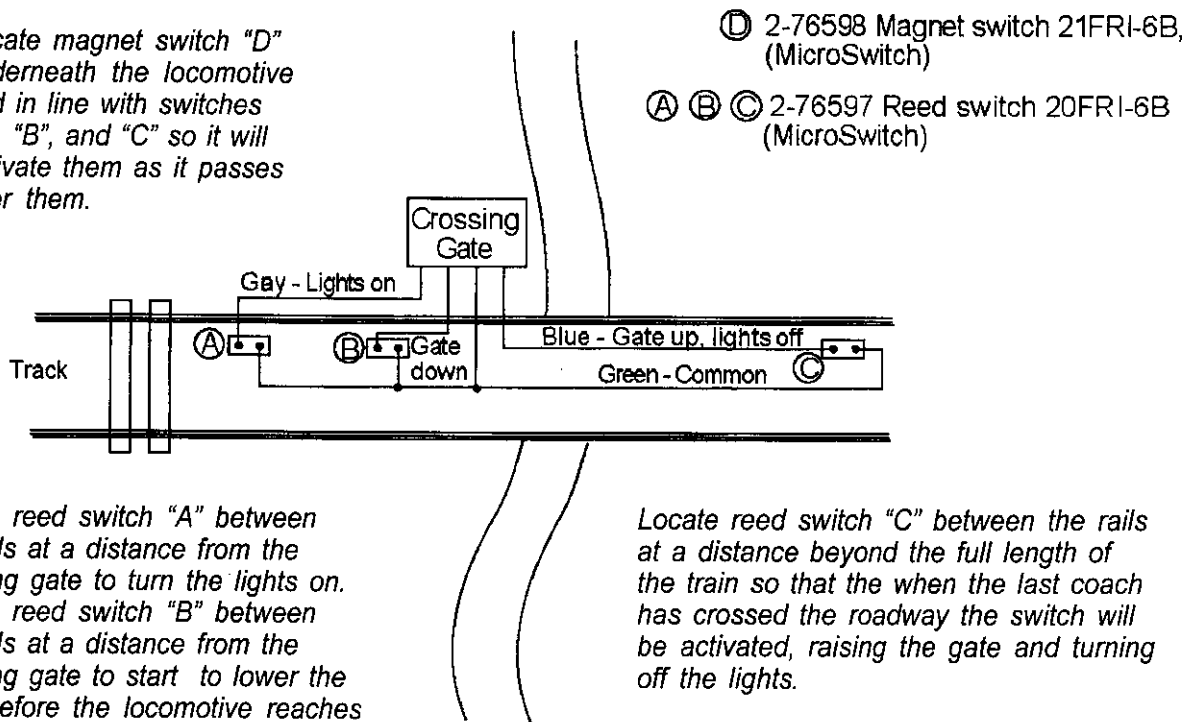 cate magnet switch “D”
derneath the locomotive
d in line with switches
“B”, and “C” so it will
ivate them as it passes
er them.
D 2-76598 Magnet switch 21FRI-6B,
(MicroSwitch)
A B C 2-76597 Reed switch 20FRI-6B
(MicroSwitch)
Crossing
Gate
Gay - Lights on
A
B
Gate
down
Blue - Gate up, lights off
C
Green - Common
Track
reed switch “A” between
ls at a distance from the
ng gate to turn the lights on.
reed switch “B” between
ls at a distance from the
ng gate to start to lower the
efore the locomotive reaches
Locate reed switch “C” between the rails
at a distance beyond the full length of
the train so that the when the last coach
has crossed the roadway the switch will
be activated, raising the gate and turning
off the lights.